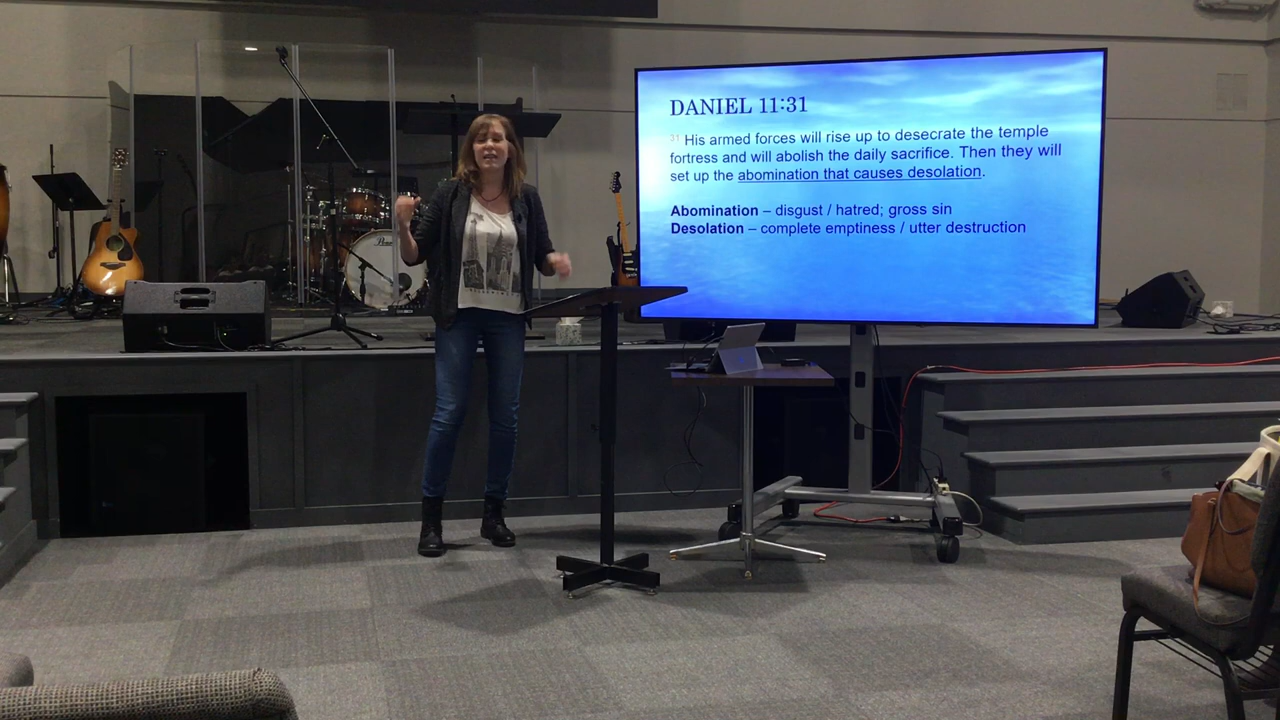 DANIEL 11:31
31 His armed forces will rise up to desecrate the temple
fortress and will abolish the daily sacrifice. Then they will
set up the abomination that causes desolation.
Abomination – disgust / hatred; gross sin
Desolation – complete emptiness / utter destruction